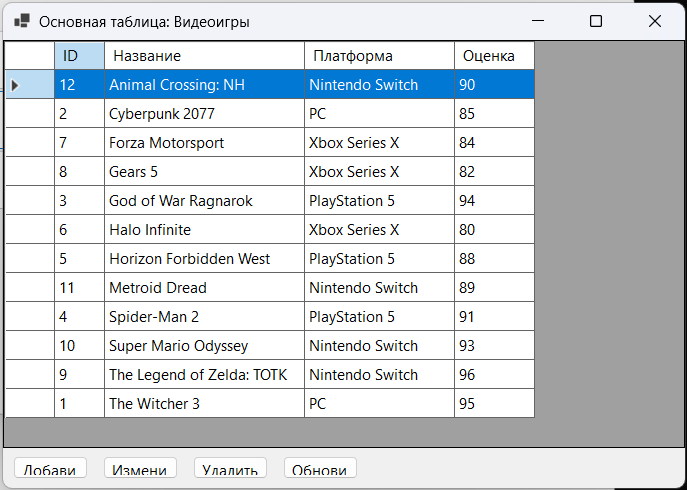 Основная таблица: Видеоигры
ID Название Платформа Оценка
12 Animal Crossing: NH Nintendo Switch 90
2 Cyberpunk 2077 PC 85
7 Forza Motorsport Xbox Series X 84
8 Gears 5 Xbox Series X 82
3 God of War Ragnarok PlayStation 5 94
6 Halo Infinite Xbox Series X 80
5 Horizon Forbidden West PlayStation 5 88
11 Metroid Dread Nintendo Switch 89
4 Spider-Man 2 PlayStation 5 91
10 Super Mario Odyssey Nintendo Switch 93
9 The Legend of Zelda: TOTK Nintendo Switch 96
1 The Witcher 3 PC 95
Добави Измени Удалить Обнови